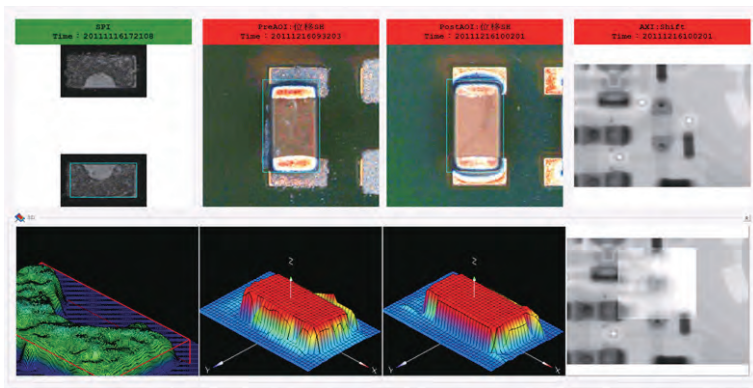 SPI
Time : 20111116172108
PreAOI:位移SH
Time : 20111216093203
PostAOI:位移SH
Time : 20111216100201
AXI:Shift
Time : 20111216100201.
3D
Z
Y
X
Z
Y
X